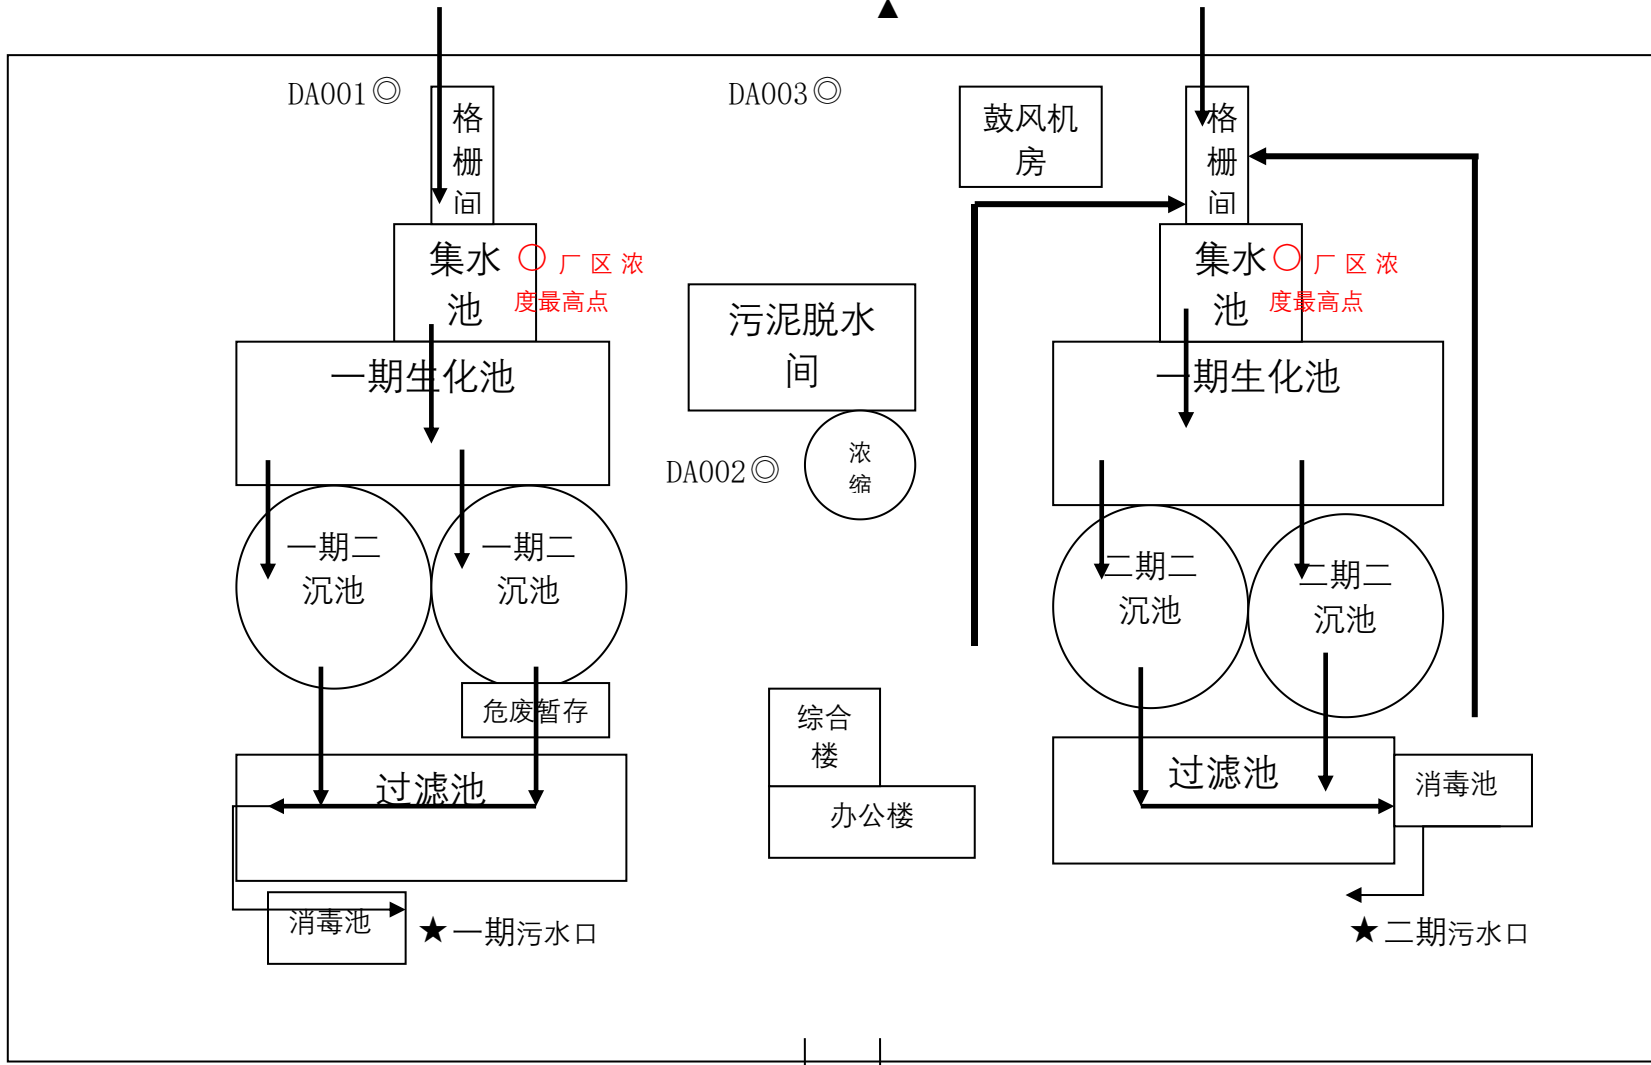 DA001◎
DA003◎
鼓风机
房
格
栅
间
格
栅
间
集水
池
○ 厂区浓
度最高点
集水
池
○ 厂区浓
度最高点
污泥脱水
间
一期生化池
一期生化池
浓
缩
DA002◎
一期二
沉池
一期二
沉池
二期二
沉池
二期二
沉池
危废暂存
综合
楼
过滤池
过滤池
消毒池
办公楼
消毒池
★一期污水口
★二期污水口